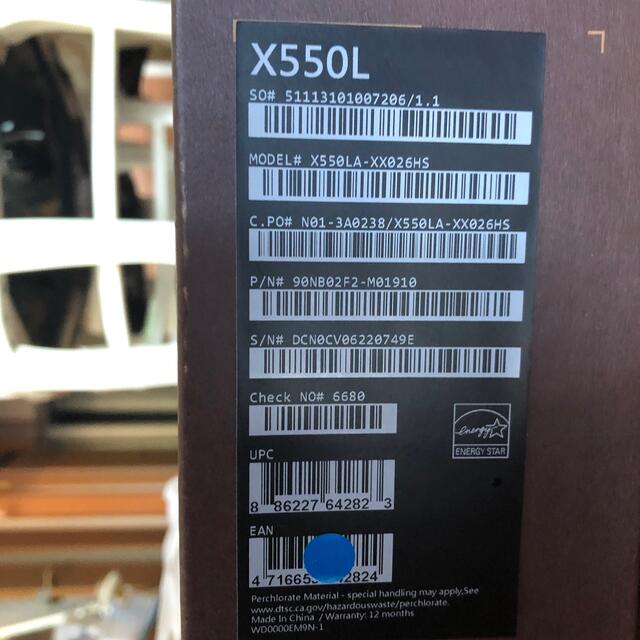 X550L
SO# 51113101007206/1.1
MODEL# X550LA-XX026HS
C.PO# N01-3A0238/X550LA-XX026HS
P/N# 90NB02F2-M01910
S/N# DCN0CV06220749E
Check NO# 6680
energy
ENERGY STAR
UPC
8 86227 64282 3
EAN
Perchlorate Material - special handling may apply,See
www.dtsc.ca.gov/hazardouswaste/perchlorate.
Made In China / Warranty: 12 months
WD0000EM9N-1